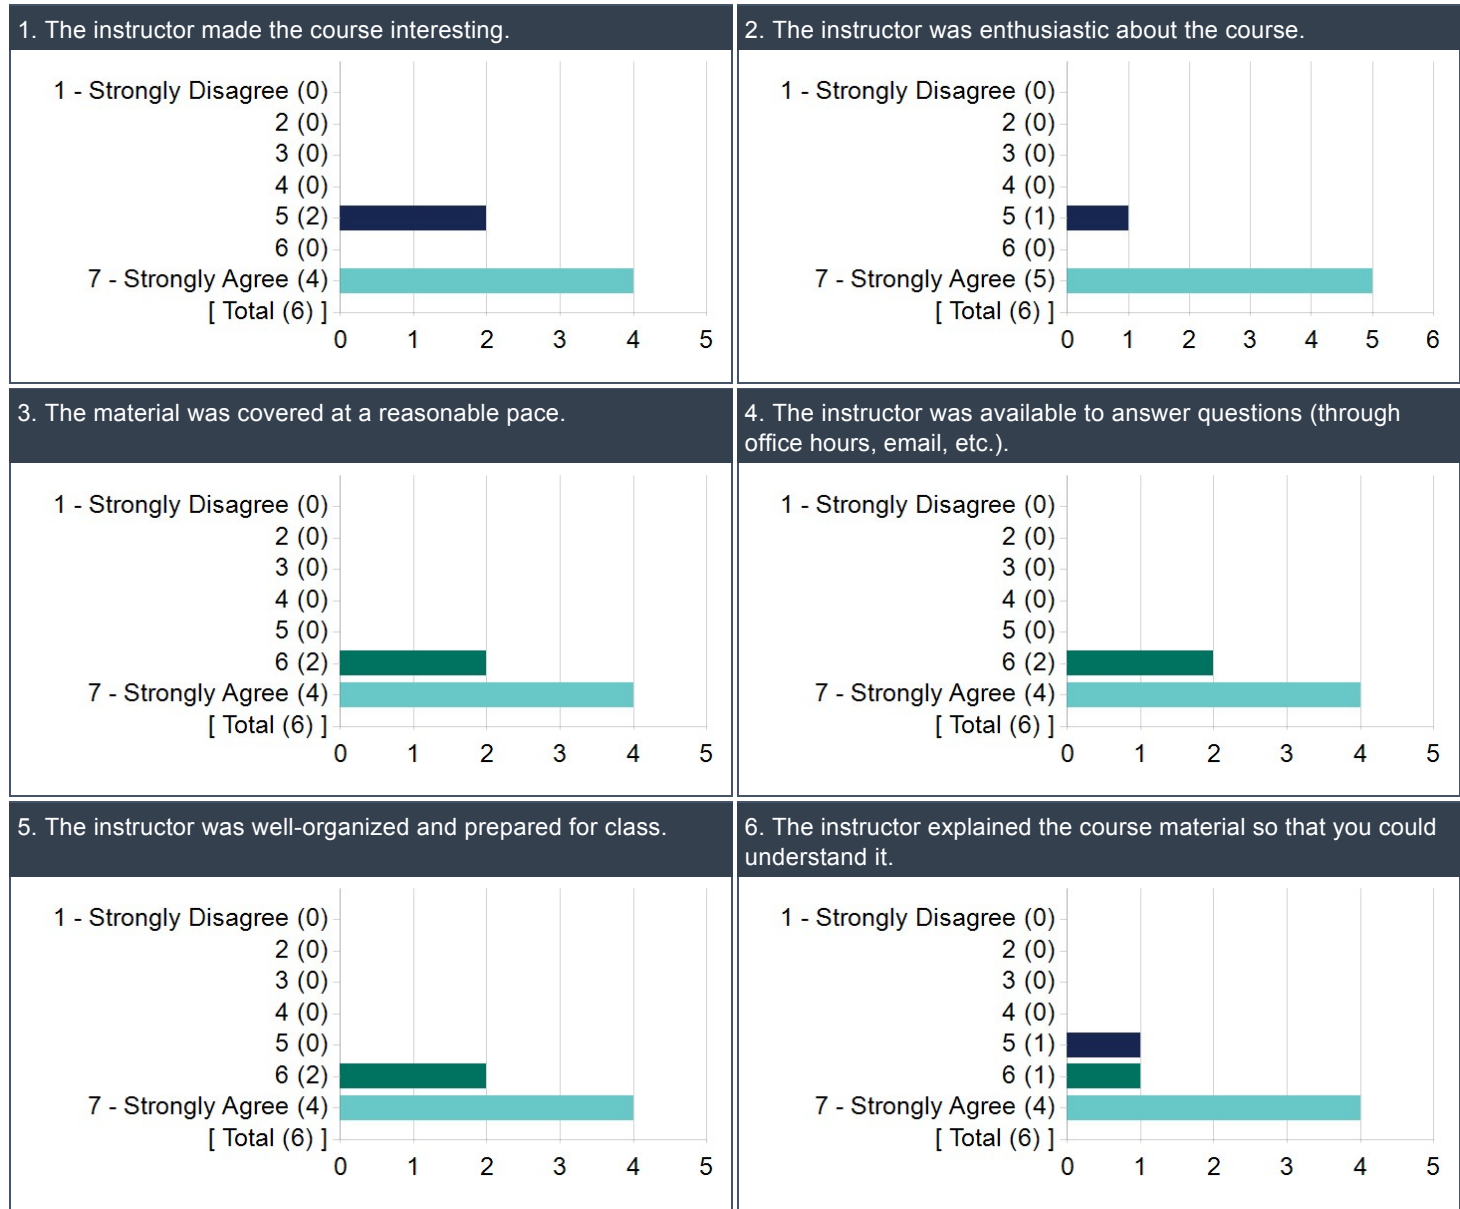 1. The instructor made the course interesting.
1 - Strongly Disagree (0)
2 (0)
3 (0)
4 (0)
5 (2)
6 (0)
7 - Strongly Agree (4)
[ Total (6) ]
0 1 2 3 4 5
2. The instructor was enthusiastic about the course.
1 - Strongly Disagree (0)
2 (0)
3 (0)
4 (0)
5 (1)
6 (0)
7 - Strongly Agree (5)
[ Total (6) ]
0 1 2 3 4 5 6
3. The material was covered at a reasonable pace.
1 - Strongly Disagree (0)
2 (0)
3 (0)
4 (0)
5 (0)
6 (2)
7 - Strongly Agree (4)
[ Total (6) ]
0 1 2 3 4 5
4. The instructor was available to answer questions (through
office hours, email, etc.).
1 - Strongly Disagree (0)
2 (0)
3 (0)
4 (0)
5 (0)
6 (2)
7 - Strongly Agree (4)
[ Total (6) ]
0 1 2 3 4 5
5. The instructor was well-organized and prepared for class.
1 - Strongly Disagree (0)
2 (0)
3 (0)
4 (0)
5 (0)
6 (2)
7 - Strongly Agree (4)
[ Total (6) ]
0 1 2 3 4 5
6. The instructor explained the course material so that you could
understand it.
1 - Strongly Disagree (0)
2 (0)
3 (0)
4 (0)
5 (1)
6 (1)
7 - Strongly Agree (4)
[ Total (6) ]
0 1 2 3 4 5